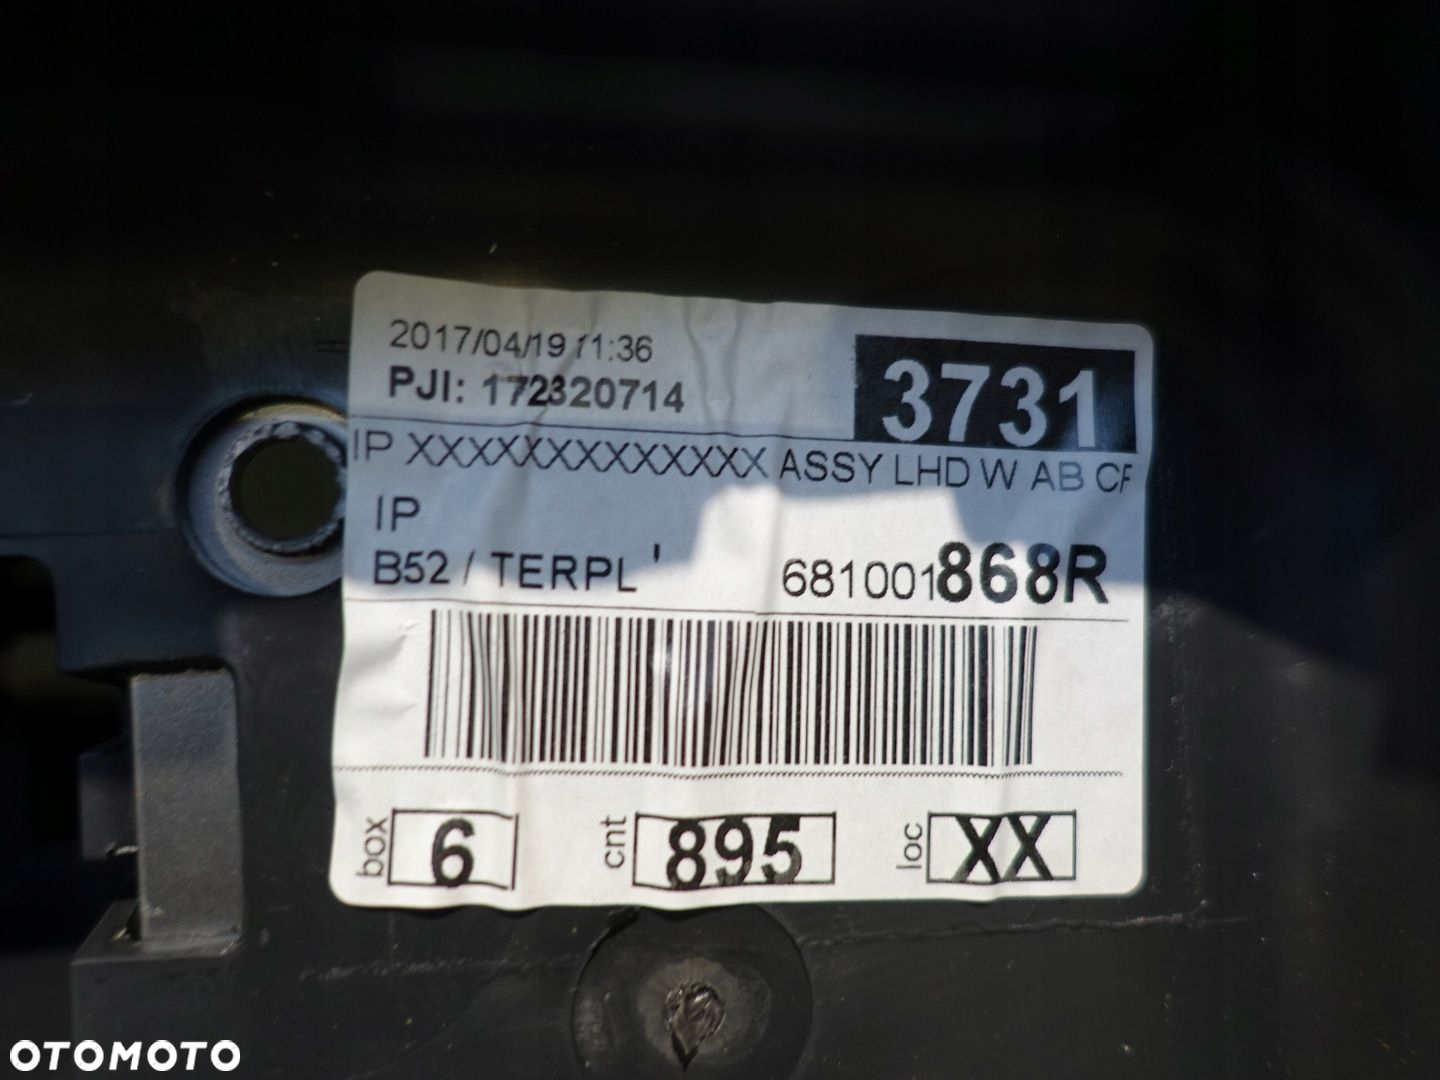 2017/04/19 11:36
PJI: 172320714
3731
IP XXXXXXXXXXXXX ASSY LHD W AB CF
IP
B52 / TERPL '
681001868R
box 6
cnt 895
loc XX
OTOMOTO